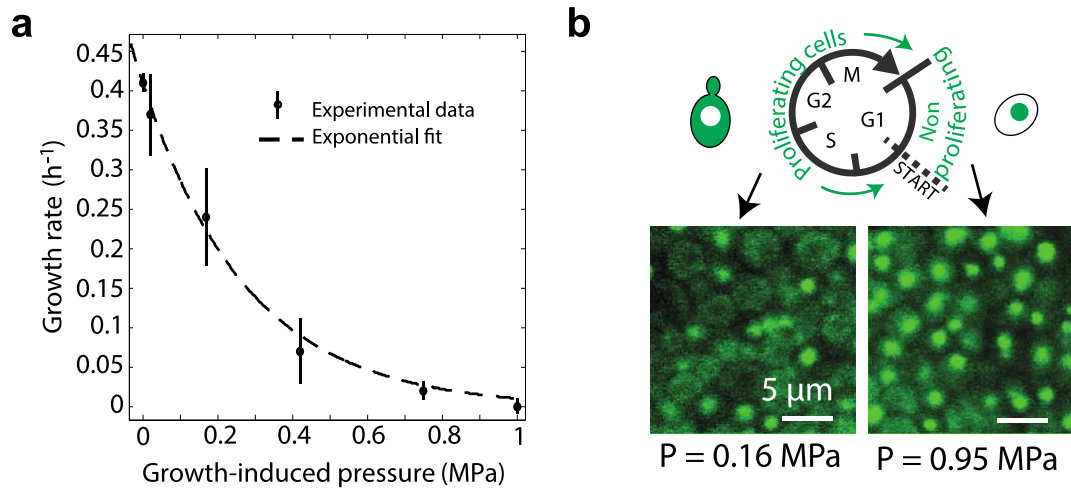 a
Growth rate (h⁻¹)
0.45
0.4
0.35
0.3
0.25
0.2
0.15
0.1
0.05
0
0
0.2
0.4
0.6
0.8
1
Growth-induced pressure (MPa)
Experimental data
Exponential fit
b
Proliferating cells
Non
proliferating
M
G2
G1
S
START
5 µm
P = 0.16 MPa
P = 0.95 MPa